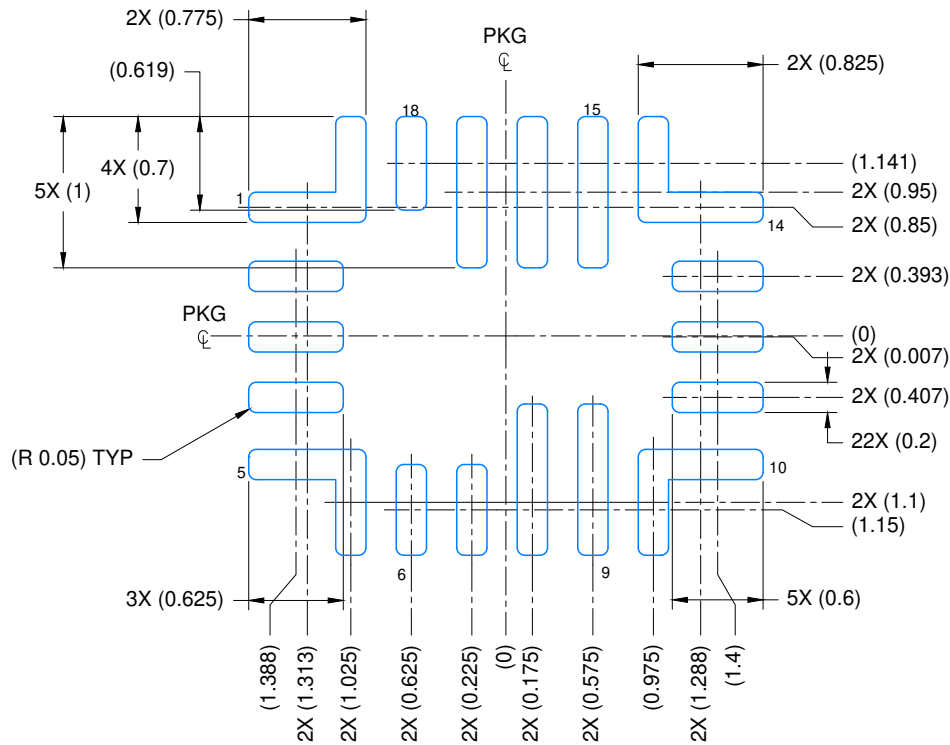 2X (0.775)
PKG
℄
2X (0.825)
(0.619)
18
15
(1.141)
4X (0.7)
5X (1)
1
2X (0.95)
14
2X (0.85)
2X (0.393)
PKG
℄
(0)
2X (0.007)
2X (0.407)
22X (0.2)
(R 0.05) TYP
5
10
2X (1.1)
(1.15)
6
9
3X (0.625)
5X (0.6)
(1.388)
2X (1.313)
2X (1.025)
2X (0.625)
2X (0.225)
(0)
2X (0.175)
2X (0.575)
(0.975)
2X (1.288)
(1.4)